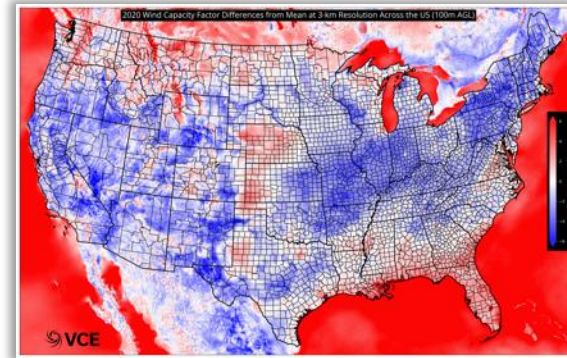 2020 Wind Capacity Factor Differences from Mean at 3-km Resolution Across the US (100m AGL)
VCE